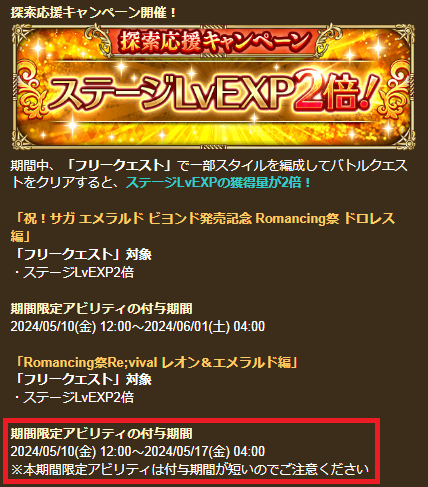 探索応援キャンペーン開催！
探索応援キャンペーン
ステージLvEXP2倍!
期間中、「フリークエスト」で一部スタイルを編成してバトルクエス
トをクリアすると、ステージLvEXPの獲得量が2倍！
「祝！サガ エメラルド ビヨンド発売記念 Romancing祭 ドロレス
編」
「フリークエスト」対象
・ステージLvEXP2倍
期間限定アビリティの付与期間
2024/05/10(金) 12:00～2024/06/01(土) 04:00
「Romancing祭Re;vival レオン＆エメラルド編」
「フリークエスト」対象
・ステージLvEXP2倍
期間限定アビリティの付与期間
2024/05/10(金) 12:00～2024/05/17(金) 04:00
※本期間限定アビリティは付与期間が短いのでご注意ください